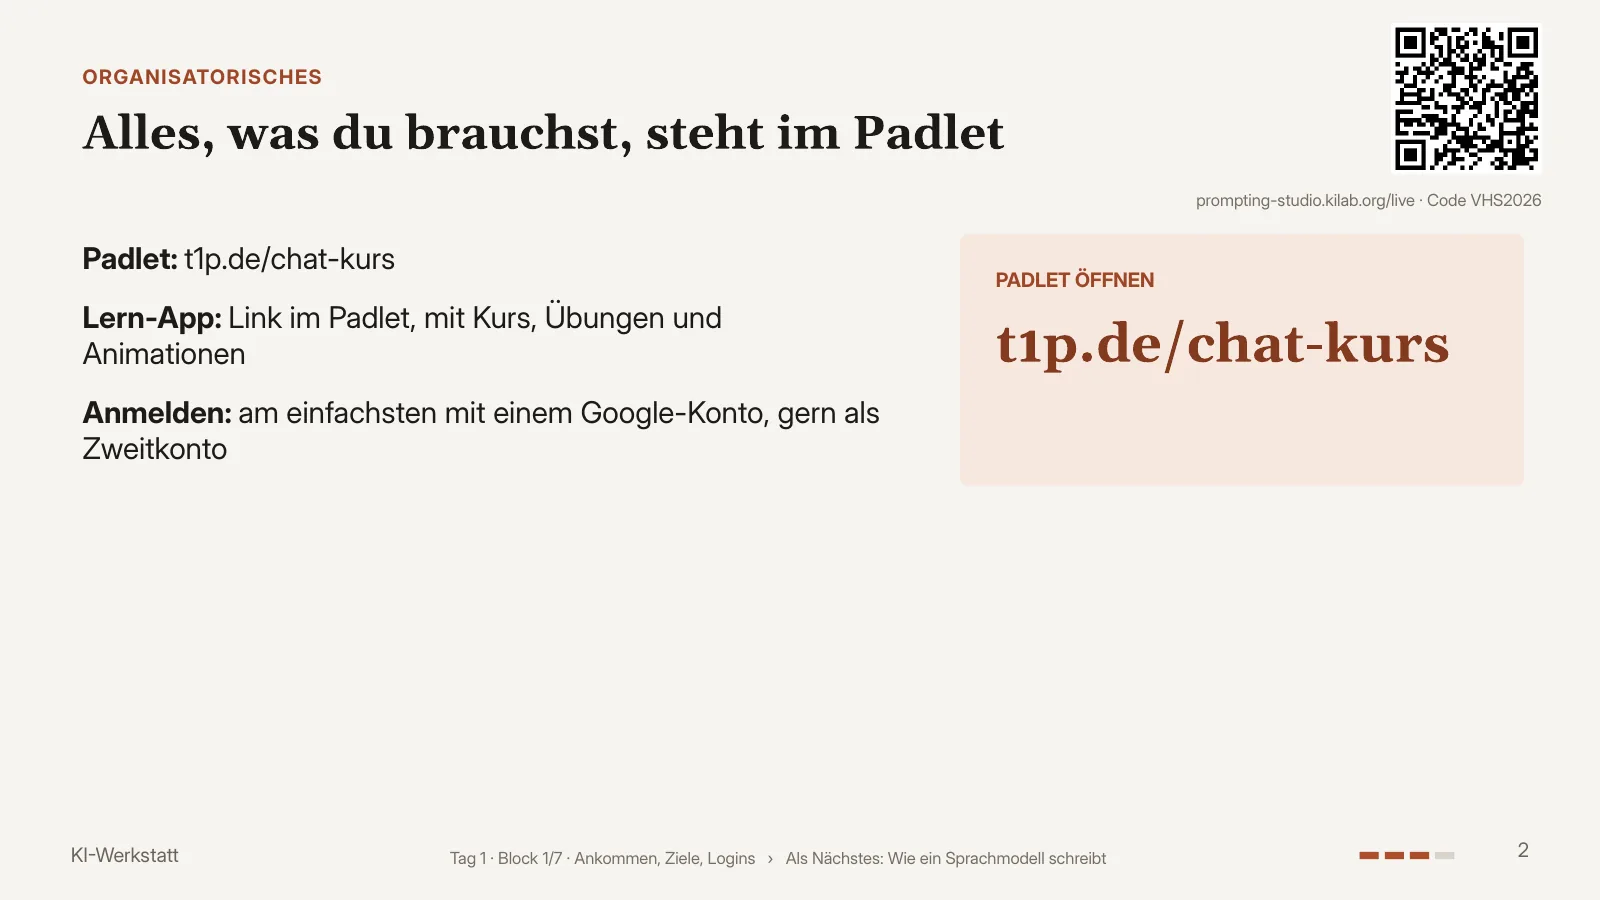 ORGANISATORISCHES
Alles, was du brauchst, steht im Padlet
prompting-studio.kilab.org/live · Code VHS2026
Padlet: t1p.de/chat-kurs
Lern-App: Link im Padlet, mit Kurs, Übungen und
Animationen
Anmelden: am einfachsten mit einem Google-Konto, gern als
Zweitkonto
PADLET ÖFFNEN
t1p.de/chat-kurs
KI-Werkstatt
Tag 1 · Block 1/7 · Ankommen, Ziele, Logins › Als Nächstes: Wie ein Sprachmodell schreibt
2